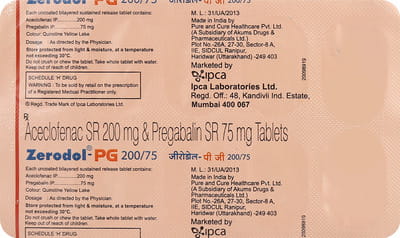 Zerodol®-PG 200/75 ज़ीरोडोल-पी जी 200/75
Each uncoated bilayered sustained release tablet contains:
Aceclofenac IP..............200 mg
Pregabalin IP...................75 mg
Colour: Quinoline Yellow Lake
Dosage : As directed by the Physician.
Store protected from light & moisture, at a temperature
not exceeding 30°C.
Do not crush or chew the tablet. Take whole tablet with water.
Keep out of reach of children.
SCHEDULE 'H' DRUG
WARNING : To be sold by retail on the prescription
of a Registered Medical Practitioner only.
® Regd. Trade Mark of Ipca Laboratories Ltd.
M. L.: 31/UA/2013
Made in India by
Pure and Cure Healthcare Pvt. Ltd.
(A Subsidiary of Akums Drugs &
Pharmaceuticals Ltd.)
Plot No.-26A, 27-30, Sector-8 A,
IIE, SIDCUL Ranipur,
Haridwar (Uttarakhand) -249 403
Marketed by
Ipca
Ipca Laboratories Ltd.
Regd. Off.: 48, Kandivli Ind. Estate,
Mumbai 400 067
Rx
Aceclofenac SR 200 mg & Pregabalin SR 75 mg Tablets
Zerodol®-PG 200/75 ज़ीरोडोल-पी जी 200/75
Each uncoated bilayered sustained release tablet contains:
Aceclofenac IP..............200 mg
Pregabalin IP...................75 mg
Colour: Quinoline Yellow Lake
Dosage : As directed by the Physician.
Store protected from light & moisture, at a temperature
not exceeding 30°C.
Do not crush or chew the tablet. Take whole tablet with water.
Keep out of reach of children.
SCHEDULE 'H' DRUG
M. L.: 31/UA/2013
Made in India by
Pure and Cure Healthcare Pvt. Ltd.
(A Subsidiary of Akums Drugs &
Pharmaceuticals Ltd.)
Plot No.-26A, 27-30, Sector-8 A,
IIE, SIDCUL Ranipur,
Haridwar (Uttarakhand) -249 403
Marketed by
Ipca